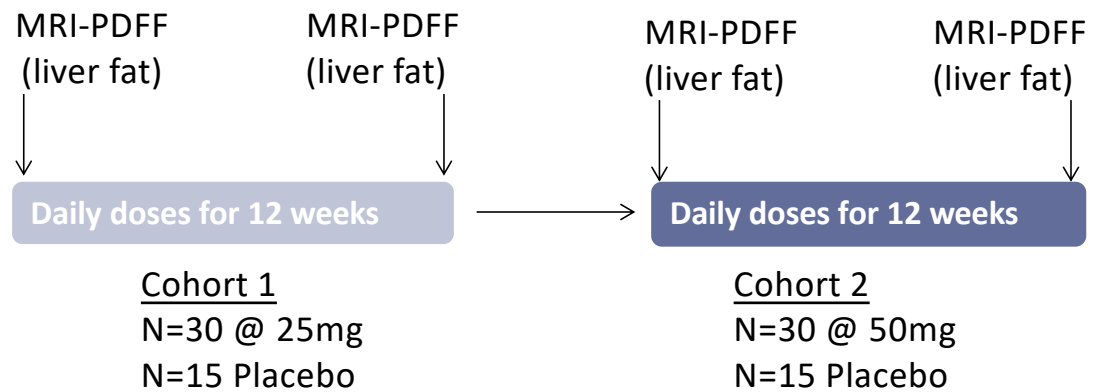 MRI-PDFF
(liver fat)
MRI-PDFF
(liver fat)
MRI-PDFF
(liver fat)
MRI-PDFF
(liver fat)
Daily doses for 12 weeks
Daily doses for 12 weeks
Cohort 1
N=30 @ 25mg
N=15 Placebo
Cohort 2
N=30 @ 50mg
N=15 Placebo